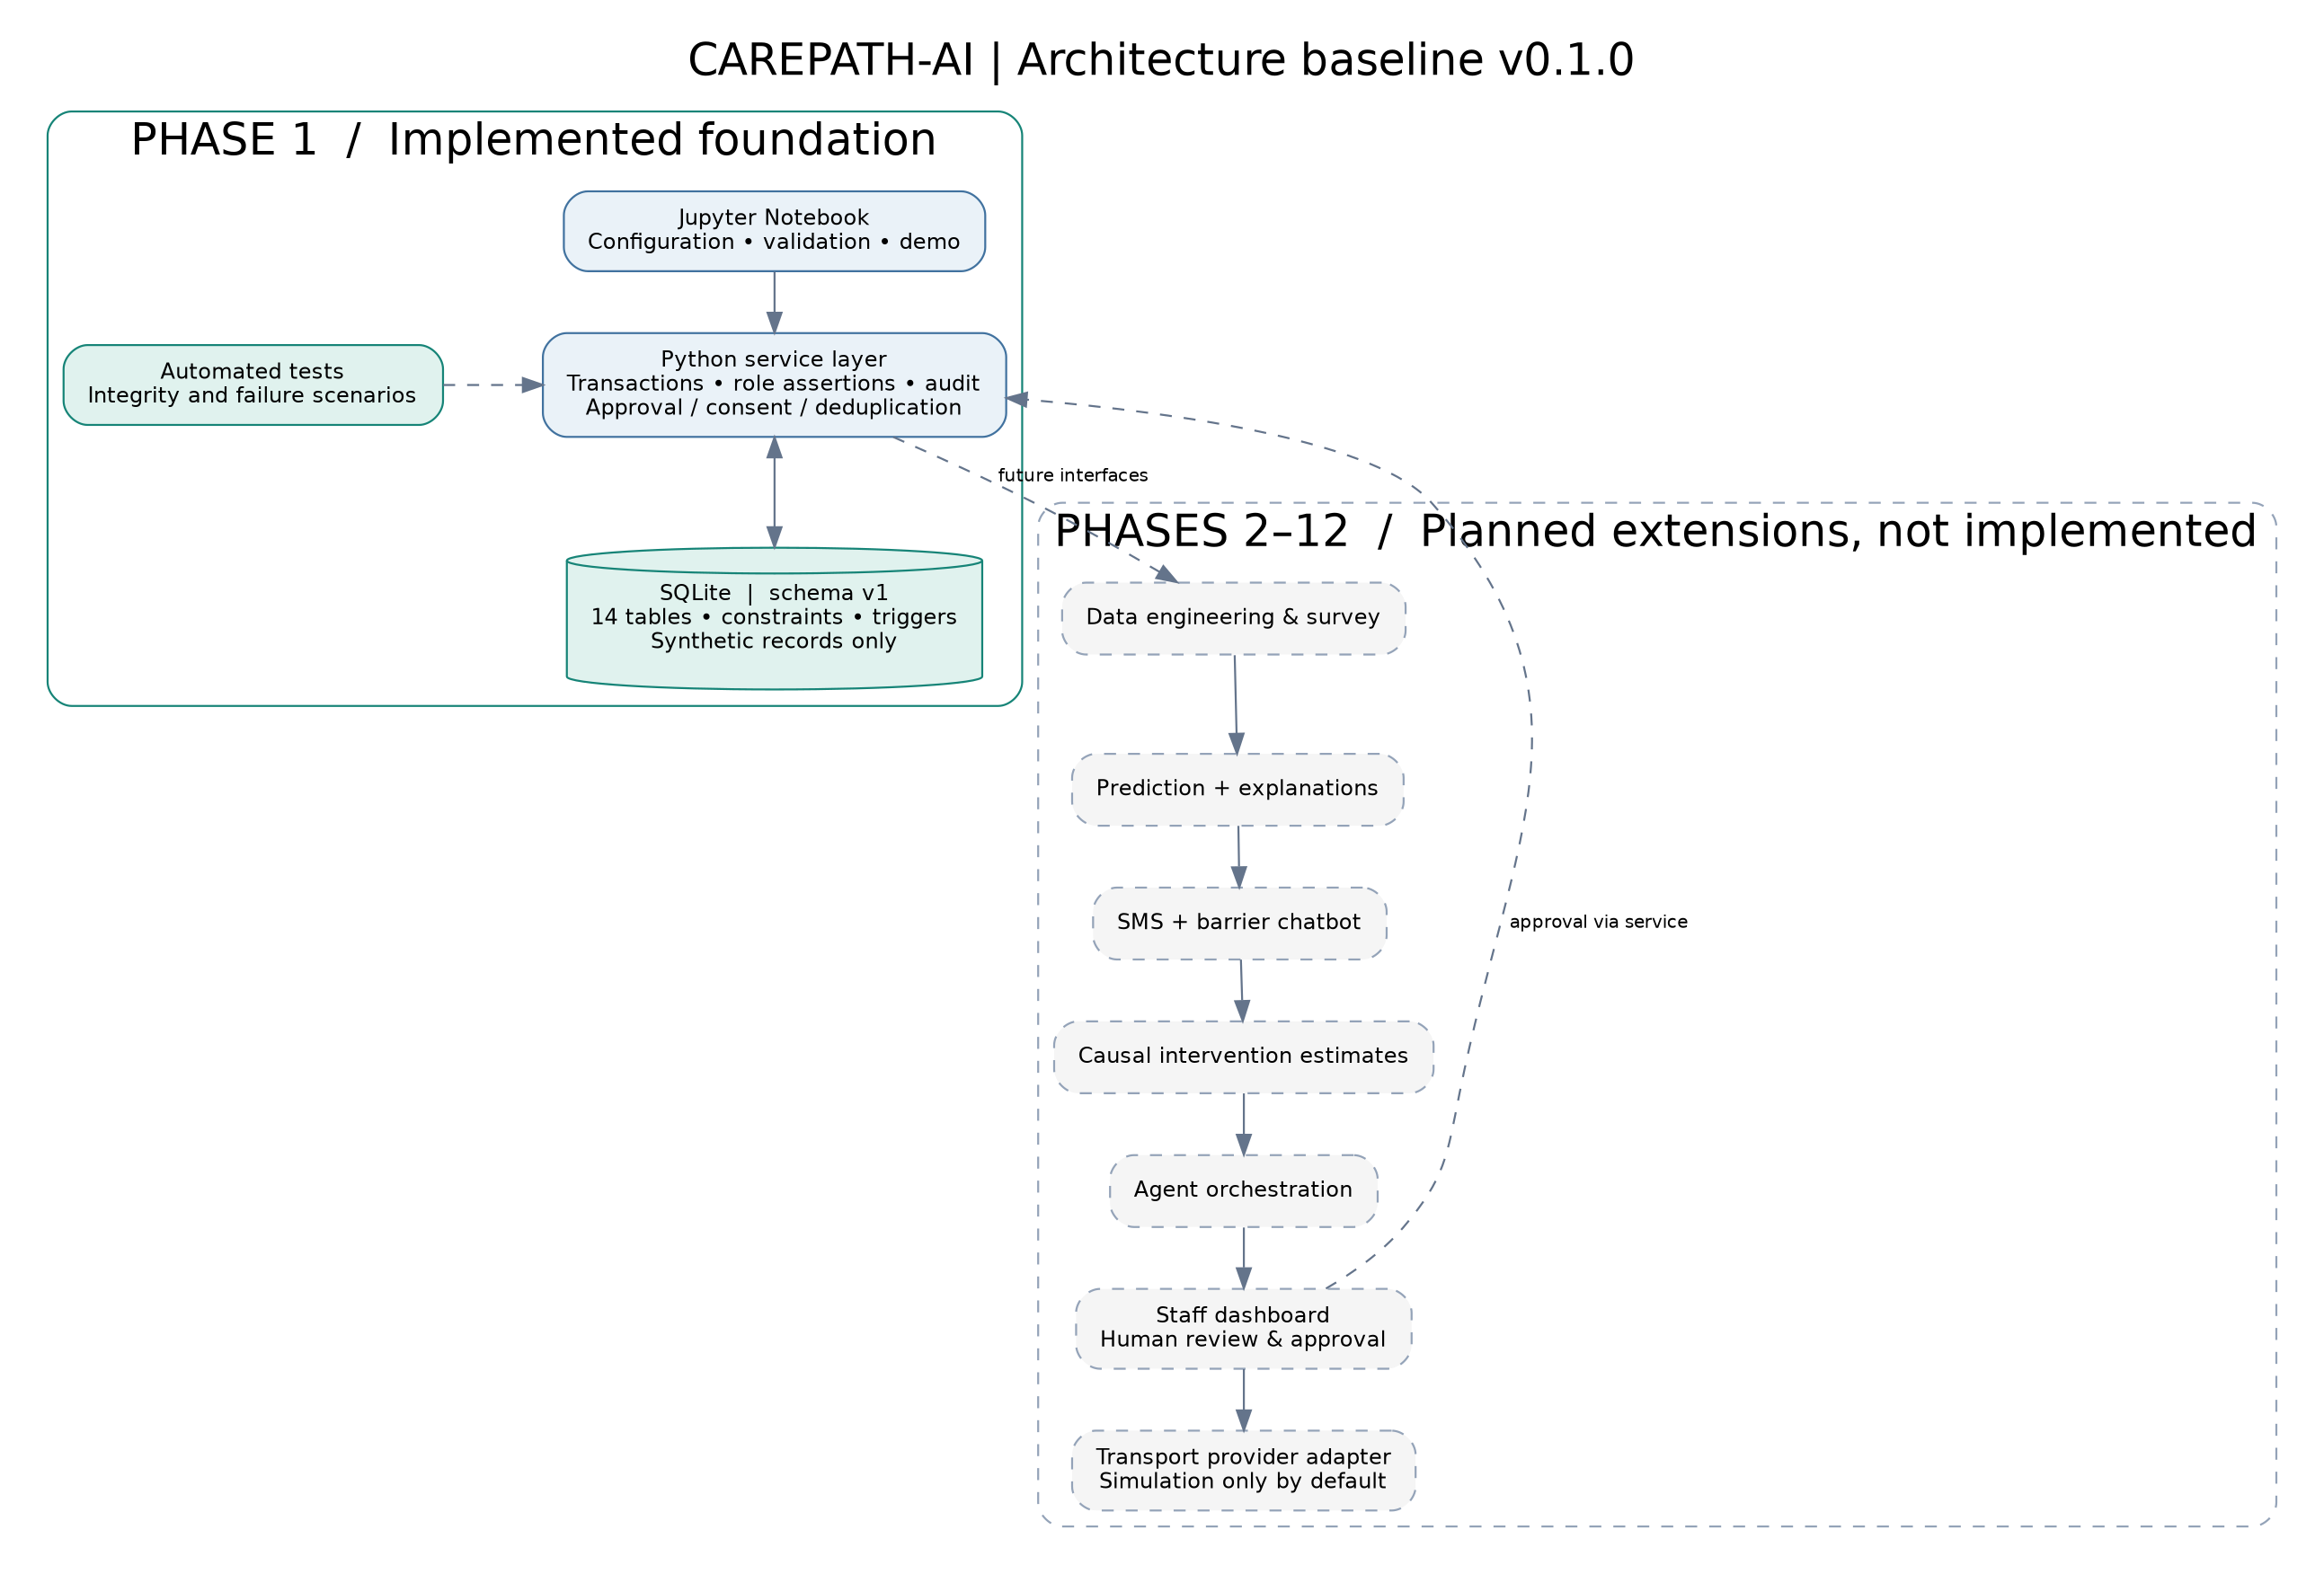 CAREPATH-AI | Architecture baseline v0.1.0
PHASE 1 / Implemented foundation
Jupyter Notebook
Configuration • validation • demo
Automated tests
Integrity and failure scenarios
Python service layer
Transactions • role assertions • audit
Approval / consent / deduplication
future interfaces
SQLite | schema v1
14 tables • constraints • triggers
Synthetic records only
PHASES 2–12 / Planned extensions, not implemented
Data engineering & survey
Prediction + explanations
SMS + barrier chatbot
approval via service
Causal intervention estimates
Agent orchestration
Staff dashboard
Human review & approval
Transport provider adapter
Simulation only by default